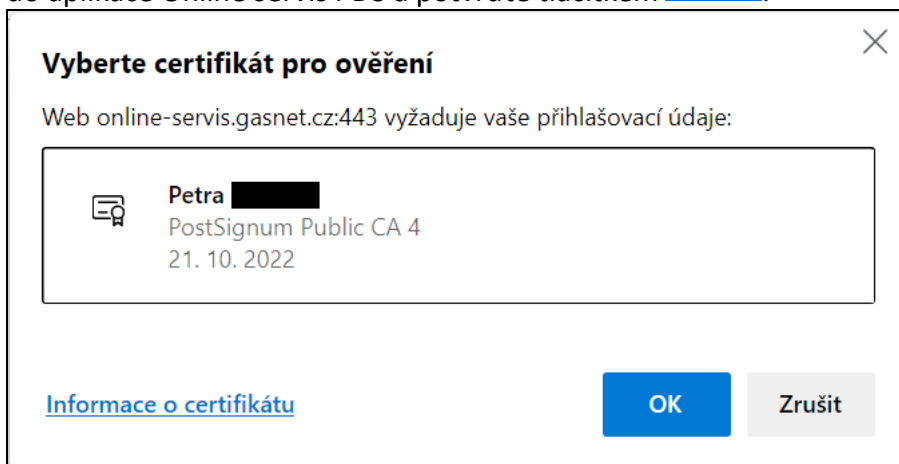 Vyberte certifikát pro ověření
Web online-servis.gasnet.cz:443 vyžaduje vaše přihlašovací údaje:
Petra
PostSignum Public CA 4
21. 10. 2022
Informace o certifikátu
OK
Zrušit